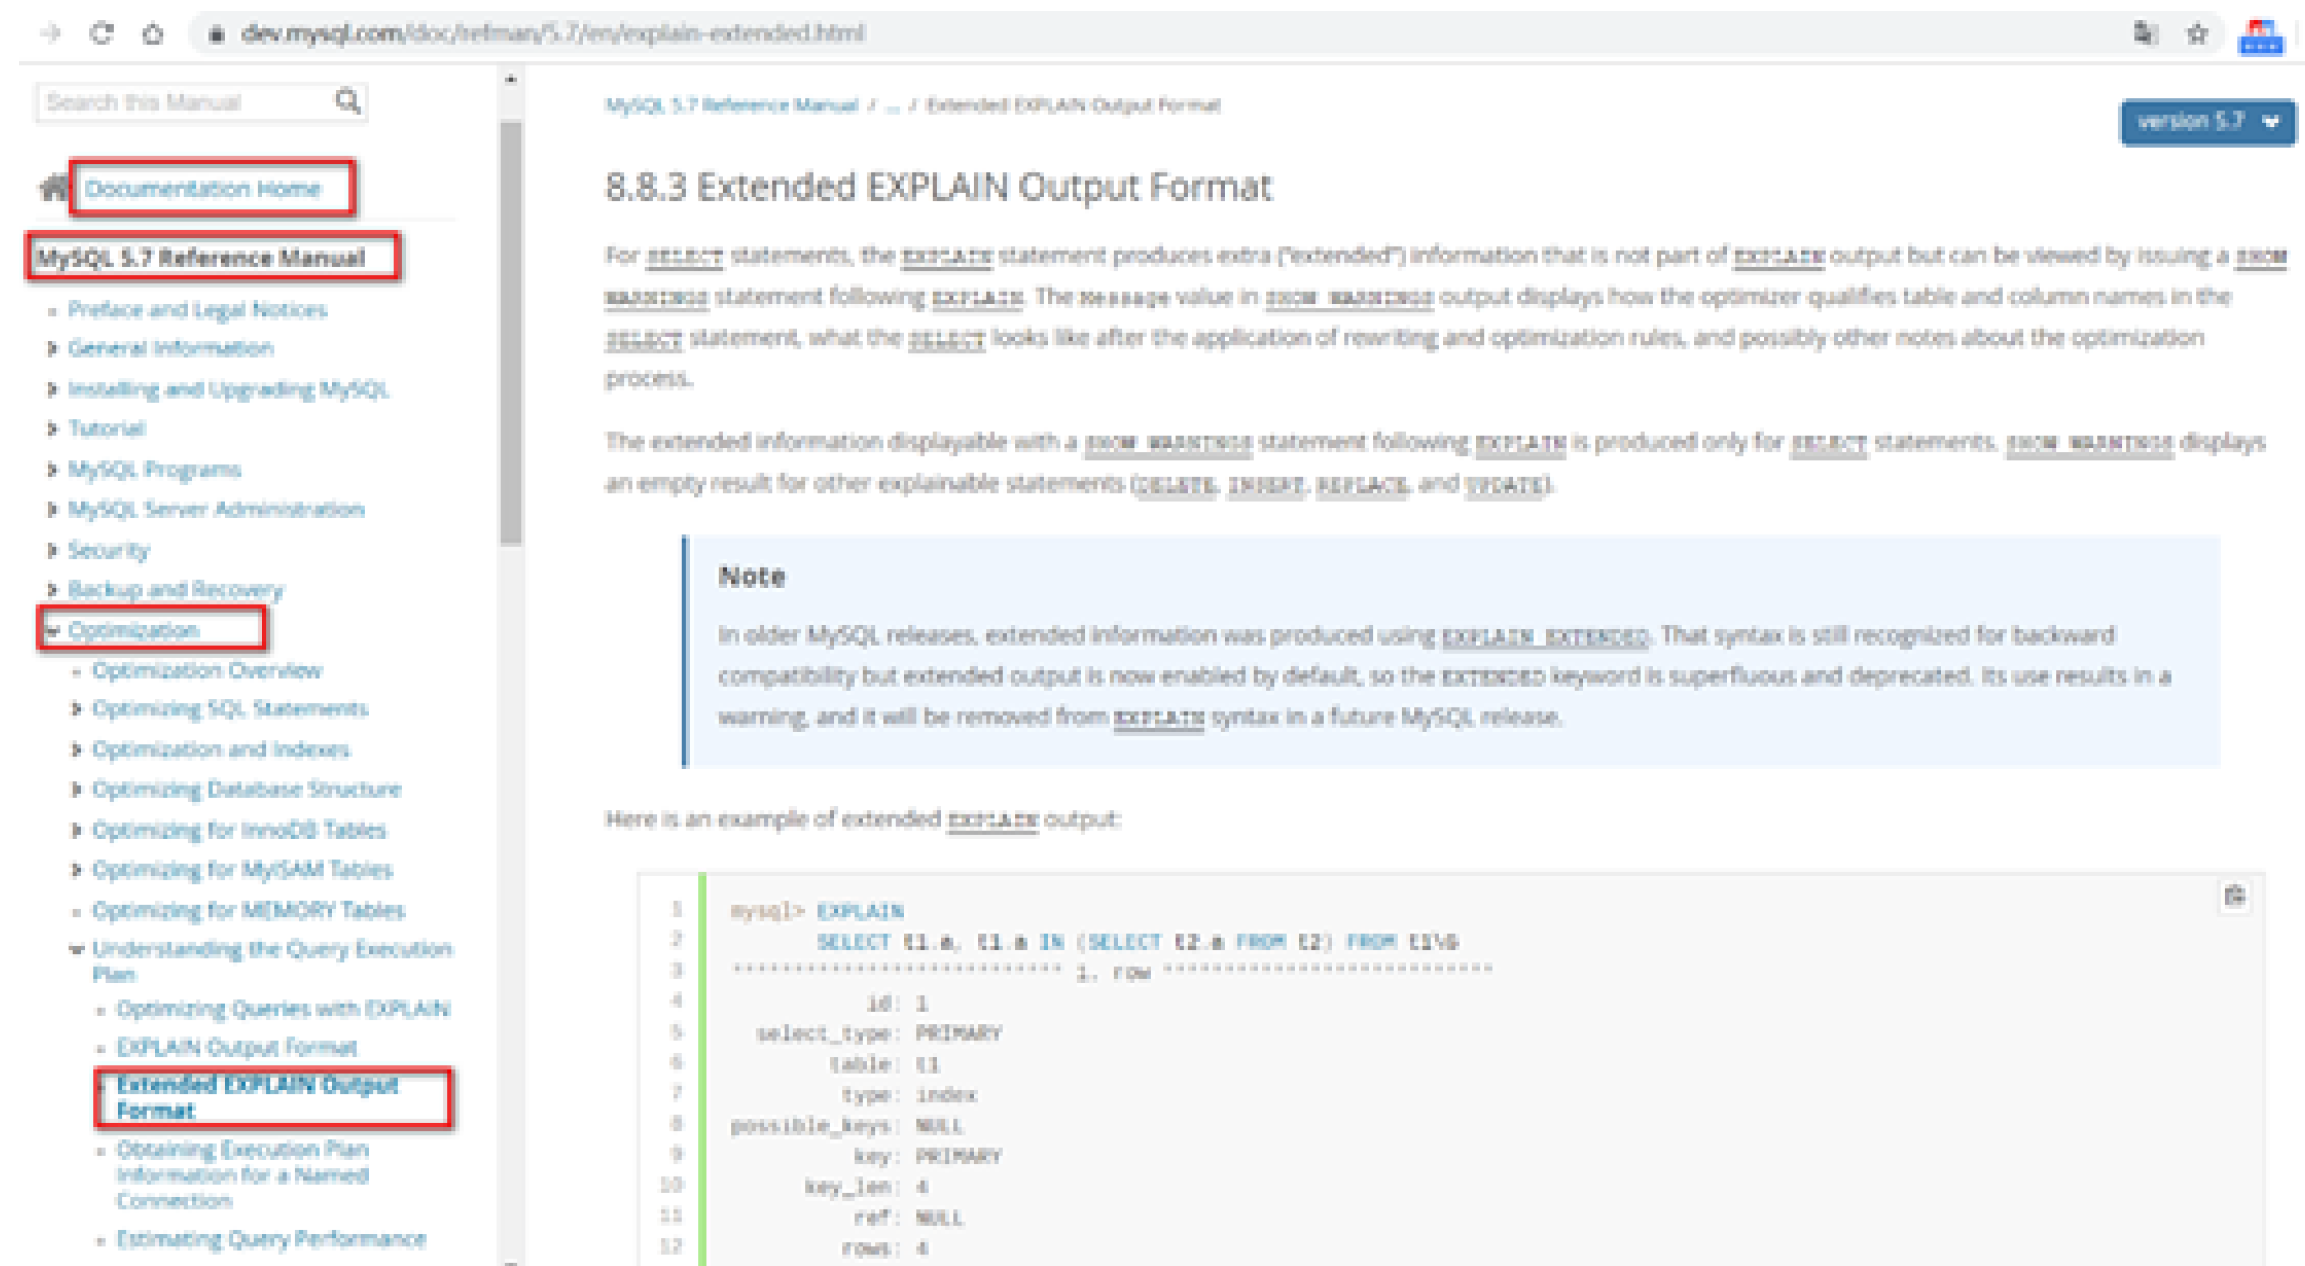 dev.mysql.com/doc/refman/5.7/en/explain-extended.html
Search this Manual
Documentation Home
MySQL 5.7 Reference Manual
Preface and Legal Notices
General Information
Installing and Upgrading MySQL
Tutorial
MySQL Programs
MySQL Server Administration
Security
Backup and Recovery
Optimization
Optimization Overview
Optimizing SQL Statements
Optimization and Indexes
Optimizing Database Structure
Optimizing for InnoDB Tables
Optimizing for MyISAM Tables
Optimizing for MEMORY Tables
Understanding the Query Execution
Plan
Optimizing Queries with EXPLAIN
EXPLAIN Output Format
Extended EXPLAIN Output
Format
Obtaining Execution Plan
Information for a Named
Connection
Estimating Query Performance
MySQL 5.7 Reference Manual / ... / Extended EXPLAIN Output Format
version 5.7
8.8.3 Extended EXPLAIN Output Format
For SELECT statements, the EXPLAIN statement produces extra ("extended") information that is not part of EXPLAIN output but can be viewed by issuing a SHOW
WARNINGS statement following EXPLAIN. The Message value in SHOW WARNINGS output displays how the optimizer qualifies table and column names in the
SELECT statement, what the SELECT looks like after the application of rewriting and optimization rules, and possibly other notes about the optimization
process.
The extended information displayable with a SHOW WARNINGS statement following EXPLAIN is produced only for SELECT statements. SHOW WARNINGS displays
an empty result for other explainable statements (DELETE, INSERT, REPLACE, and UPDATE).
Note
In older MySQL releases, extended information was produced using EXPLAIN EXTENDED. That syntax is still recognized for backward
compatibility but extended output is now enabled by default, so the EXTENDED keyword is superfluous and deprecated. Its use results in a
warning, and it will be removed from EXPLAIN syntax in a future MySQL release.
Here is an example of extended EXPLAIN output:
1 mysql> EXPLAIN
2 SELECT t1.a, t1.a IN (SELECT t2.a FROM t2) FROM t1\G
3 *************************** 1. row ***************************
4 id: 1
5 select_type: PRIMARY
6 table: t1
7 type: index
8 possible_keys: NULL
9 key: PRIMARY
10 key_len: 4
11 ref: NULL
12 rows: 4